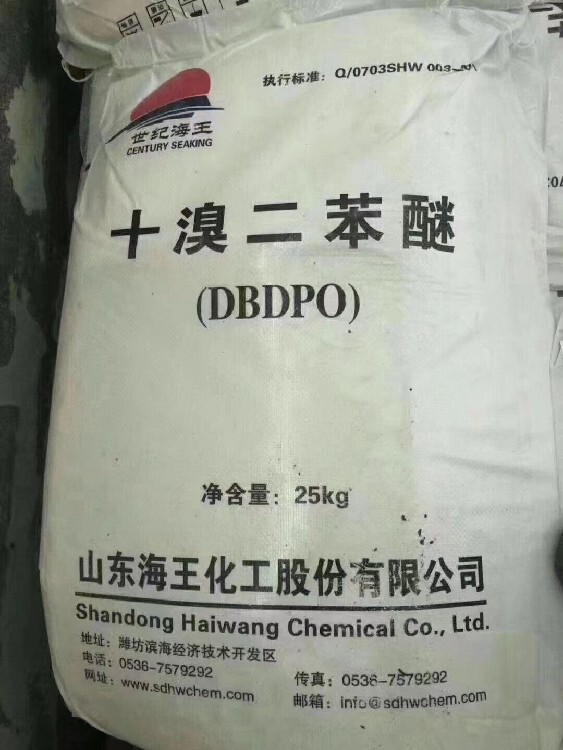 执行标准：Q/0703SHW
世纪海王
CENTURY SEAKING
十溴二苯醚
(DBDPO)
净含量：25kg
山东海王化工股份有限公司
Shandong Haiwang Chemical Co., Ltd.
地址：潍坊滨海经济技术开发区
电话：0536-7579292 传真：0536-7579292
网址：www.sdhwchem.com 邮箱：info@sdhwchem.com